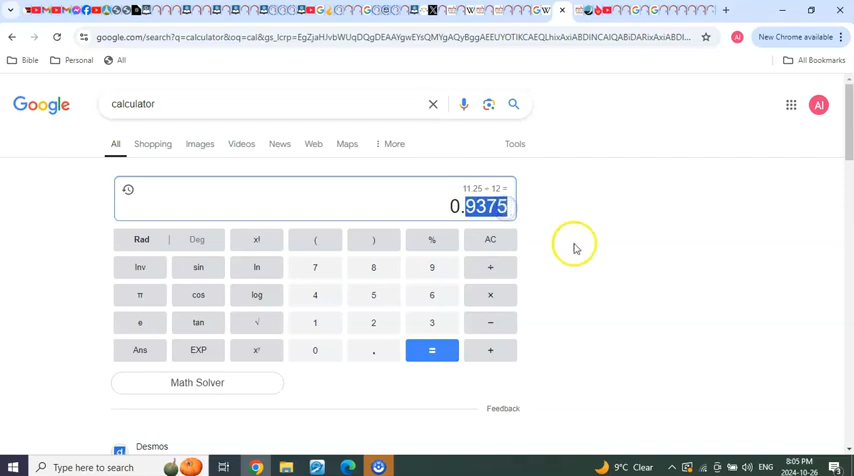 google.com/search?q=calculator&oq=cal&gs_lcrp=EgZjaHJvbWUqDQgDEAAYgwEYsQMYgAQyBggAEEUYOTIKCAEQLhixAxiABDINCAIQABiDARixAxiABDI...
New Chrome available
Bible
Personal
All
All Bookmarks
Google
calculator
AI
All
Shopping
Images
Videos
News
Web
Maps
More
Tools
11.25 ÷ 12 =
0.9375
Rad | Deg x! ( ) % AC
Inv sin ln 7 8 9 ÷
π cos log 4 5 6 ×
e tan √ 1 2 3 −
Ans EXP xʸ 0 . = +
Math Solver
Feedback
Desmos
Type here to search
9°C Clear
ENG
8:05 PM
2024-10-26
3